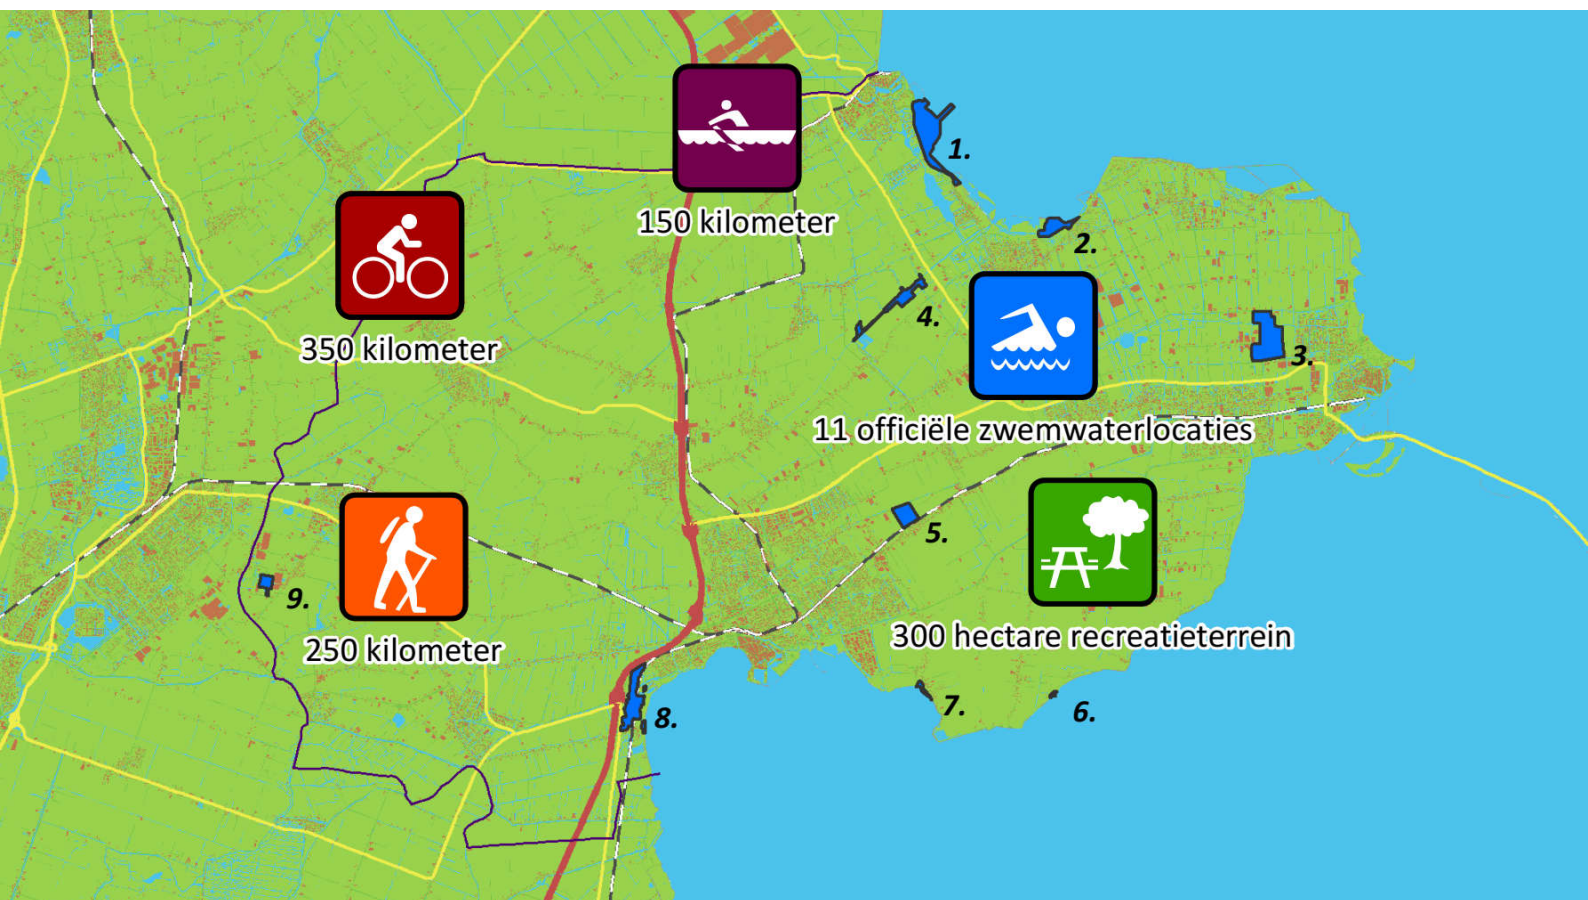 1.
150 kilometer
2.
4.
350 kilometer
3.
11 officiële zwemwaterlocaties
5.
9.
300 hectare recreatieterrein
250 kilometer
7.
6.
8.